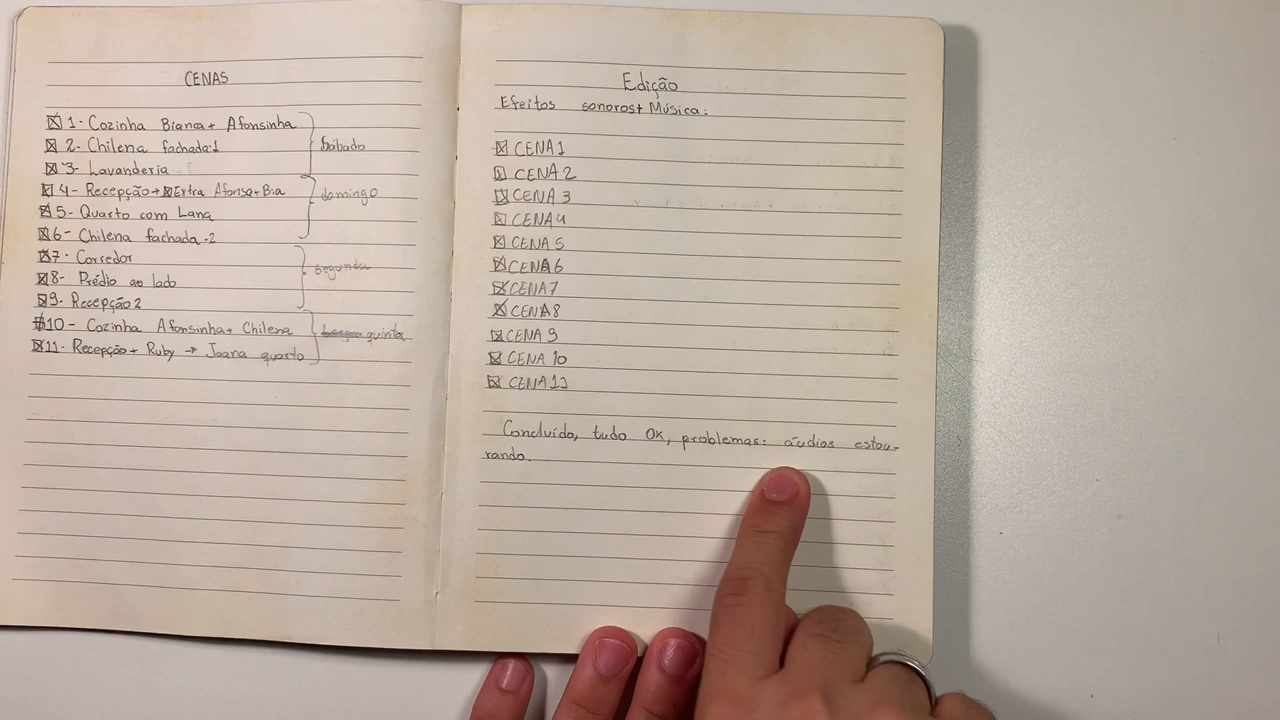 CENAS
1- Cozinha Bianca + Afonsinha
2- Chilena fachada-1
3- Lavanderia
Sábado
4- Recepção + Extra Afonsa+Bia
5- Quarto com Lana
6- Chilena fachada-2
domingo
7- Corredor
8- Prédio ao lado
9- Recepção 2
segunda
10- Cozinha Afonsinha + Chilena
11- Recepção + Ruby → Joana quarto
quinta
Edição
Efeitos sonoros + Música:
CENA 1
CENA 2
CENA 3
CENA 4
CENA 5
CENA 6
CENA 7
CENA 8
CENA 9
CENA 10
CENA 11
Concluído, tudo OK, problemas: áudios estou-
rando.